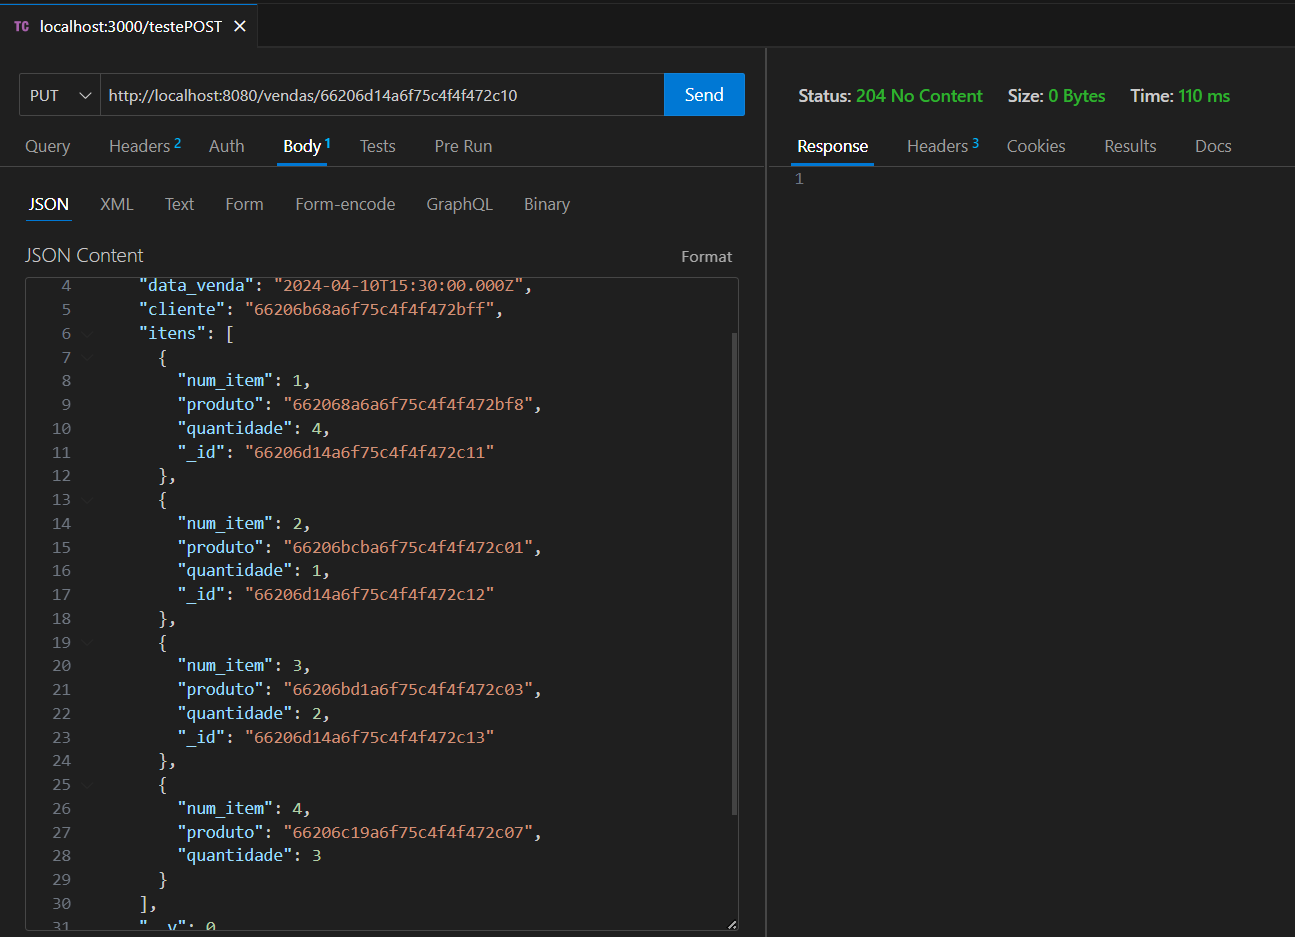 TC localhost:3000/testePOST
PUT http://localhost:8080/vendas/66206d14a6f75c4f4f472c10 Send
Query Headers 2 Auth Body 1 Tests Pre Run
JSON XML Text Form Form-encode GraphQL Binary
JSON Content Format
4 "data_venda": "2024-04-10T15:30:00.000Z",
5 "cliente": "66206b68a6f75c4f4f472bff",
6 "itens": [
7 {
8 "num_item": 1,
9 "produto": "662068a6a6f75c4f4f472bf8",
10 "quantidade": 4,
11 "_id": "66206d14a6f75c4f4f472c11"
12 },
13 {
14 "num_item": 2,
15 "produto": "66206bcba6f75c4f4f472c01",
16 "quantidade": 1,
17 "_id": "66206d14a6f75c4f4f472c12"
18 },
19 {
20 "num_item": 3,
21 "produto": "66206bd1a6f75c4f4f472c03",
22 "quantidade": 2,
23 "_id": "66206d14a6f75c4f4f472c13"
24 },
25 {
26 "num_item": 4,
27 "produto": "66206c19a6f75c4f4f472c07",
28 "quantidade": 3
29 }
30 ],
31 "__v": 0
Status: 204 No Content Size: 0 Bytes Time: 110 ms
Response Headers 3 Cookies Results Docs
1